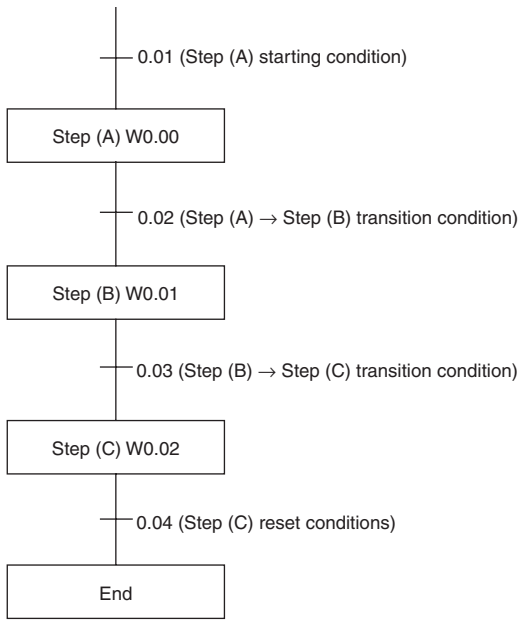 0.01 (Step (A) starting condition)
Step (A) W0.00
0.02 (Step (A) → Step (B) transition condition)
Step (B) W0.01
0.03 (Step (B) → Step (C) transition condition)
Step (C) W0.02
0.04 (Step (C) reset conditions)
End